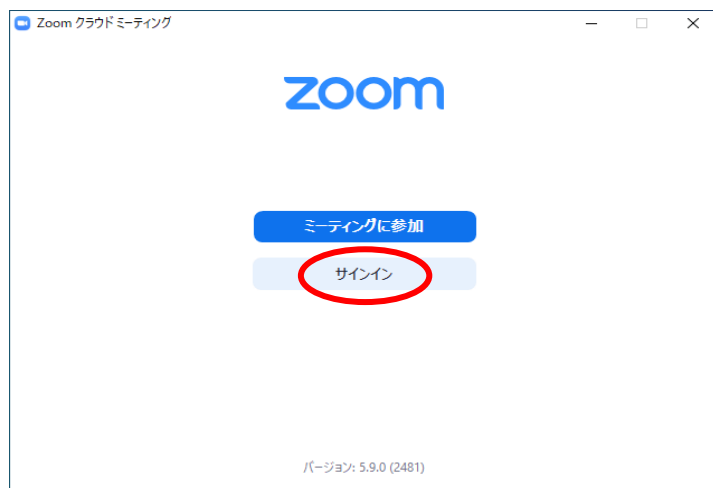 Zoom クラウド ミーティング
zoom
ミーティングに参加
サインイン
バージョン: 5.9.0 (2481)